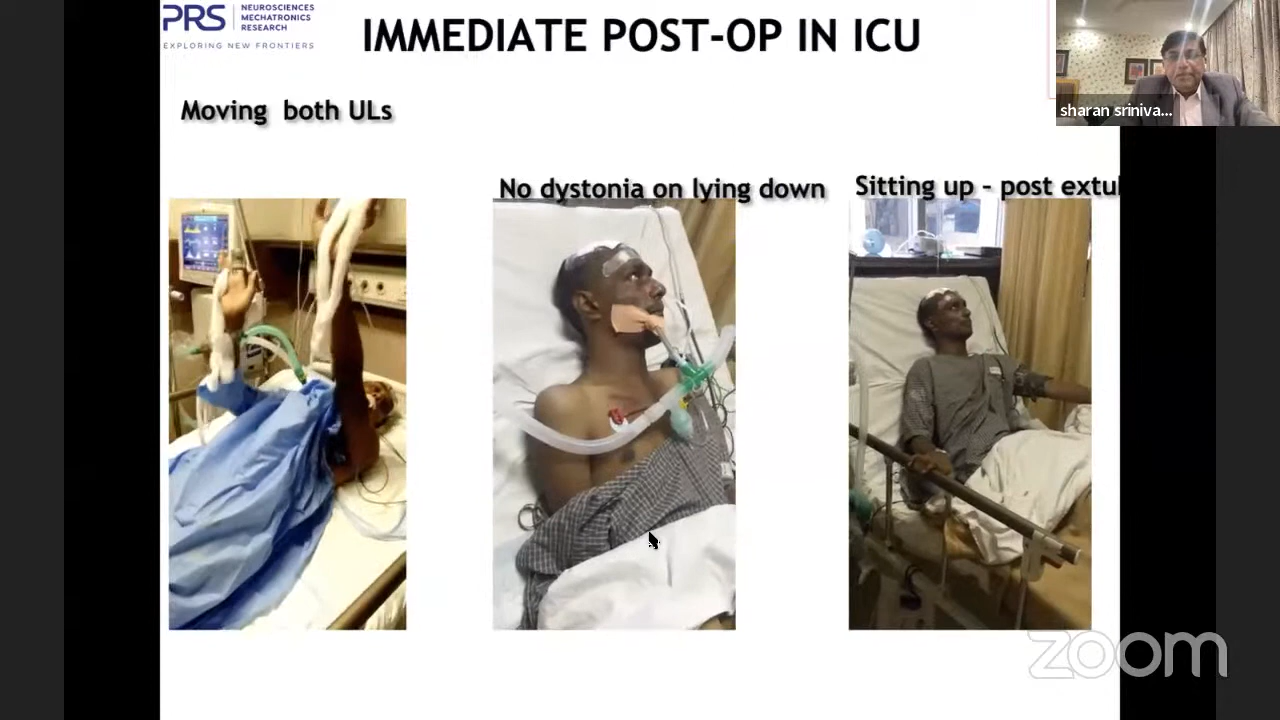 PRS
NEUROSCIENCES
MECHATRONICS
RESEARCH
EXPLORING NEW FRONTIERS
IMMEDIATE POST-OP IN ICU
sharan sriniva...
Moving both ULs
No dystonia on lying down
Sitting up - post extu
zoom